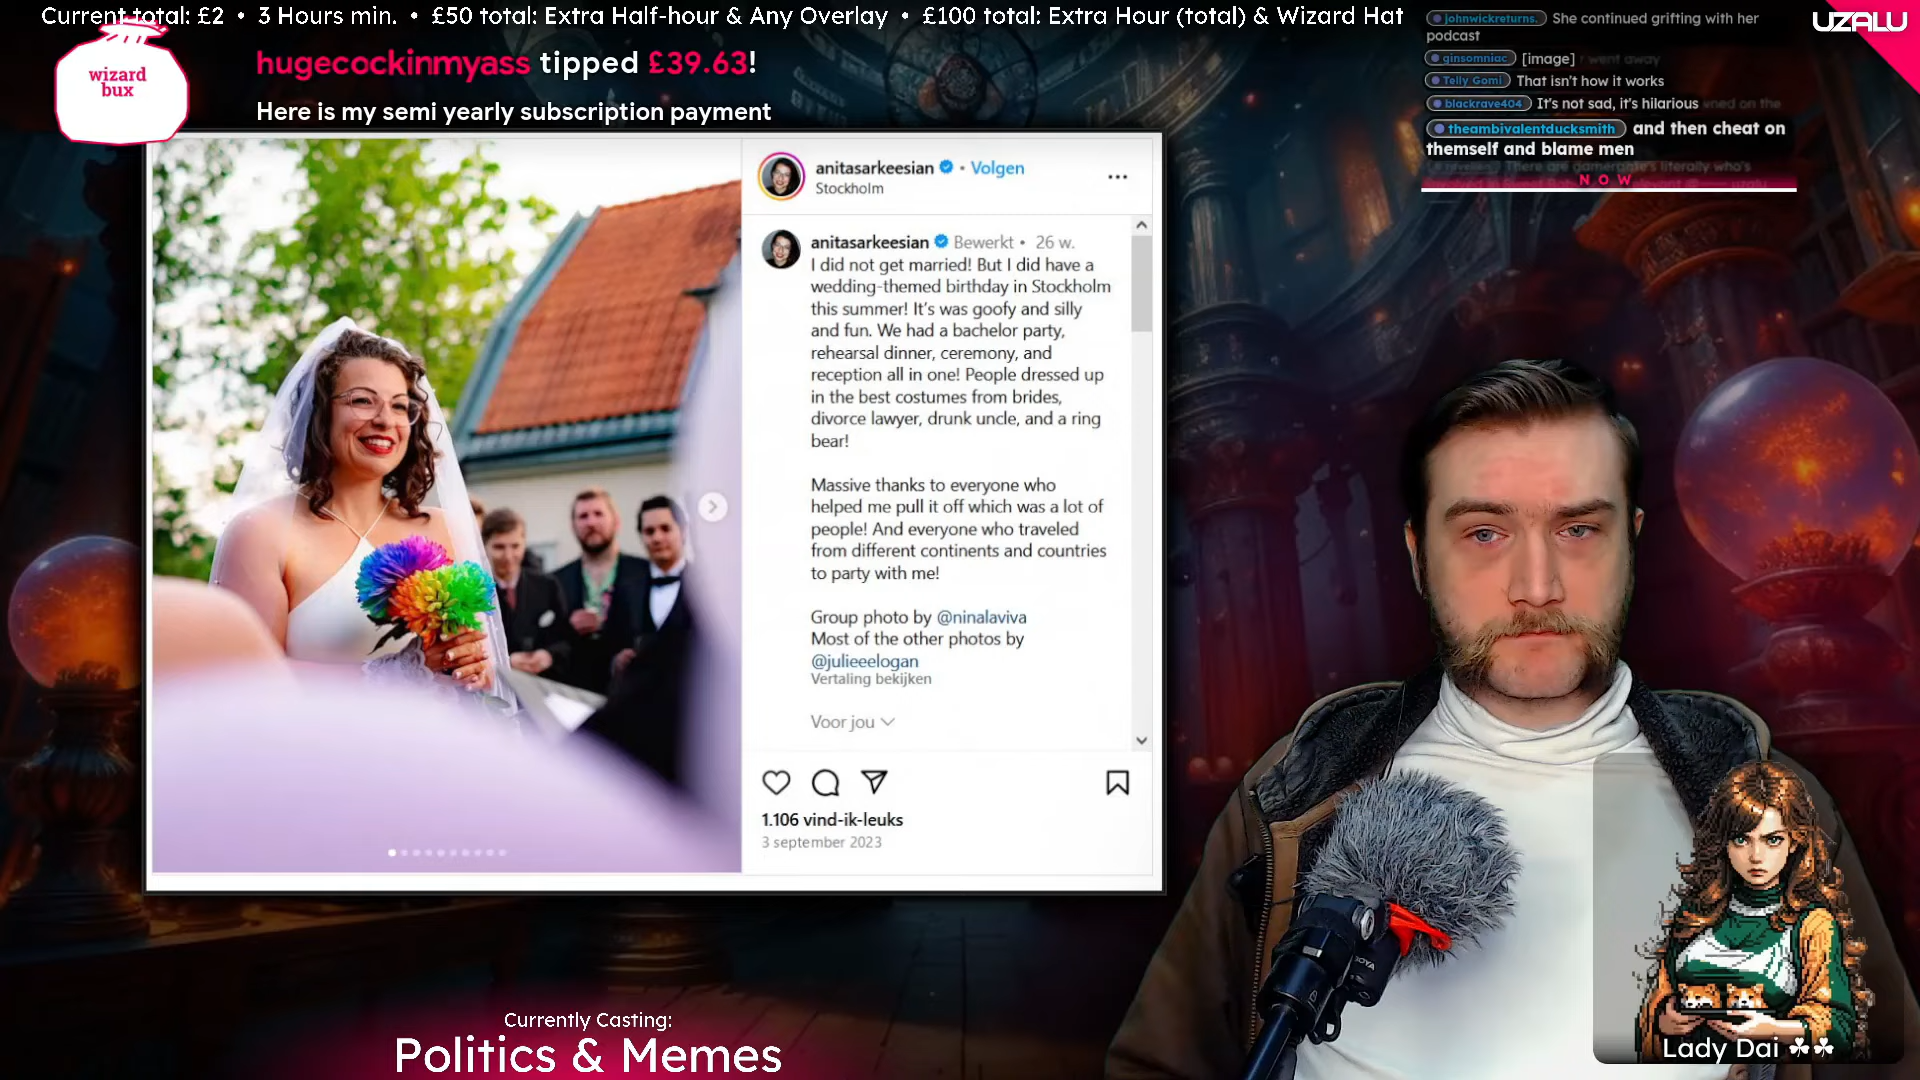 Current total: £2 • 3 Hours min. • £50 total: Extra Half-hour & Any Overlay • £100 total: Extra Hour (total) & Wizard Hat
wizard
bux
hugecockinmyass tipped £39.63!
Here is my semi yearly subscription payment
anitasarkeesian • Volgen
Stockholm
anitasarkeesian Bewerkt • 26 w.
I did not get married! But I did have a
wedding-themed birthday in Stockholm
this summer! It's was goofy and silly
and fun. We had a bachelor party,
rehearsal dinner, ceremony, and
reception all in one! People dressed up
in the best costumes from brides,
divorce lawyer, drunk uncle, and a ring
bear!
Massive thanks to everyone who
helped me pull it off which was a lot of
people! And everyone who traveled
from different continents and countries
to party with me!
Group photo by @ninalaviva
Most of the other photos by
@julieeelogan
Vertaling bekijken
Voor jou
1.106 vind-ik-leuks
3 september 2023
johnwickreturns. She continued grifting with her
podcast
ginsomniac [image]
Telly Gomi That isn't how it works
blackrave404 It's not sad, it's hilarious
theambivalentducksmith and then cheat on
themself and blame men
NOW
UZALU
BOYA
Currently Casting:
Politics & Memes
Lady Dai ☘☘